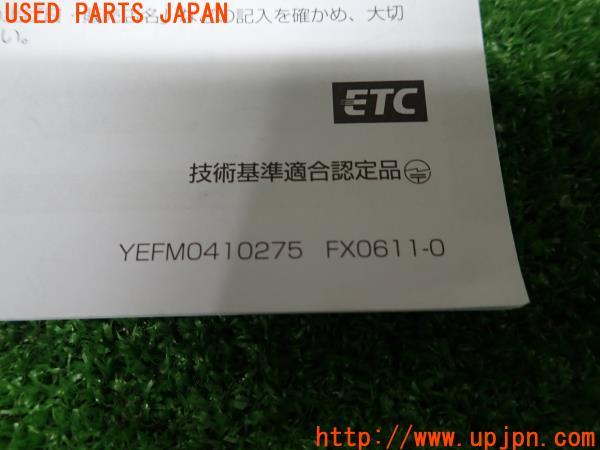 USED PARTS JAPAN
の記入を確かめ、大切
い。
ETC
技術基準適合認定品
YEFM0410275 FX0611-0
http://www.upjpn.com